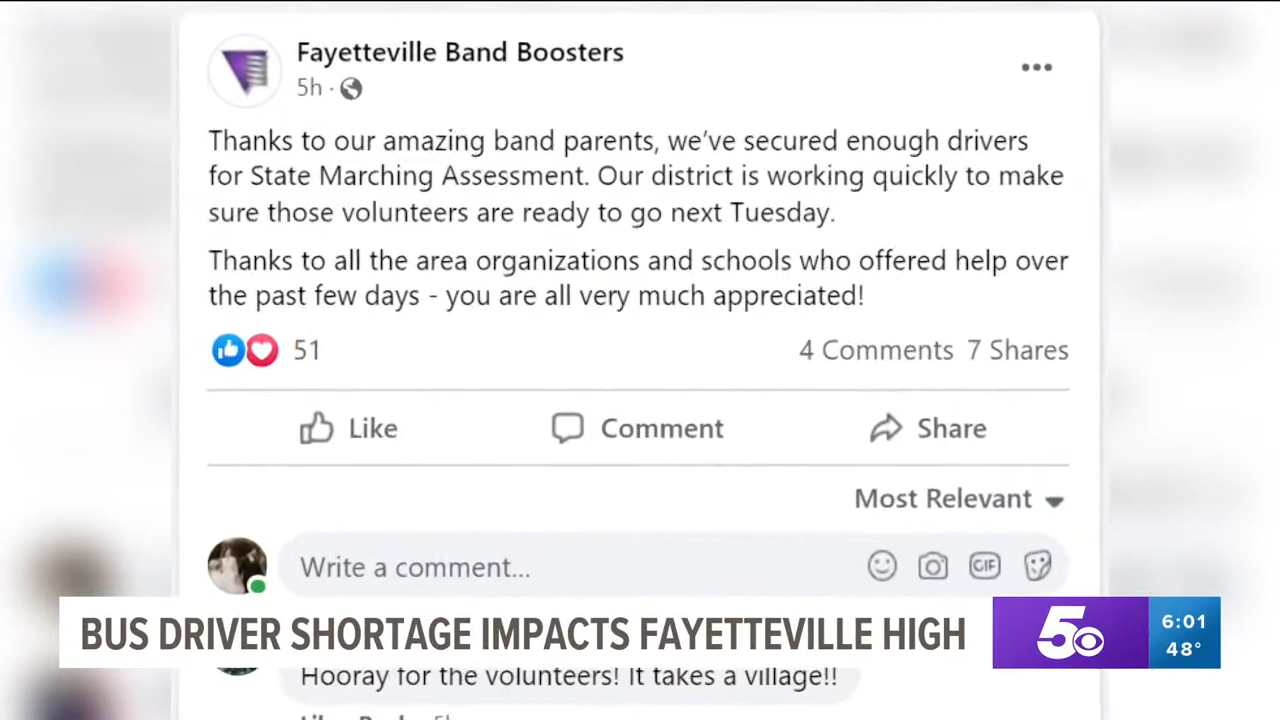 Fayetteville Band Boosters
5h ·
Thanks to our amazing band parents, we've secured enough drivers
for State Marching Assessment. Our district is working quickly to make
sure those volunteers are ready to go next Tuesday.
Thanks to all the area organizations and schools who offered help over
the past few days - you are all very much appreciated!
51
4 Comments 7 Shares
Like
Comment
Share
Most Relevant
Write a comment...
GIF
BUS DRIVER SHORTAGE IMPACTS FAYETTEVILLE HIGH
5
6:01
48°
Hooray for the volunteers! It takes a village!!